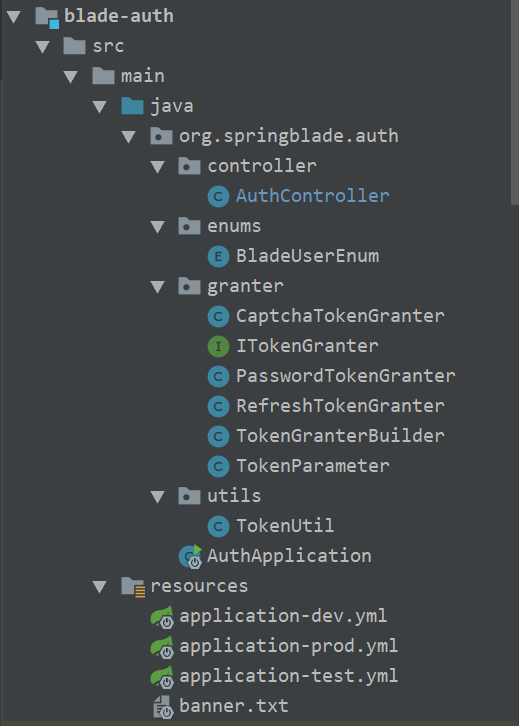 blade-auth
src
main
java
org.springblade.auth
controller
AuthController
enums
BladeUserEnum
granter
CaptchaTokenGranter
ITokenGranter
PasswordTokenGranter
RefreshTokenGranter
TokenGranterBuilder
TokenParameter
utils
TokenUtil
AuthApplication
resources
application-dev.yml
application-prod.yml
application-test.yml
banner.txt